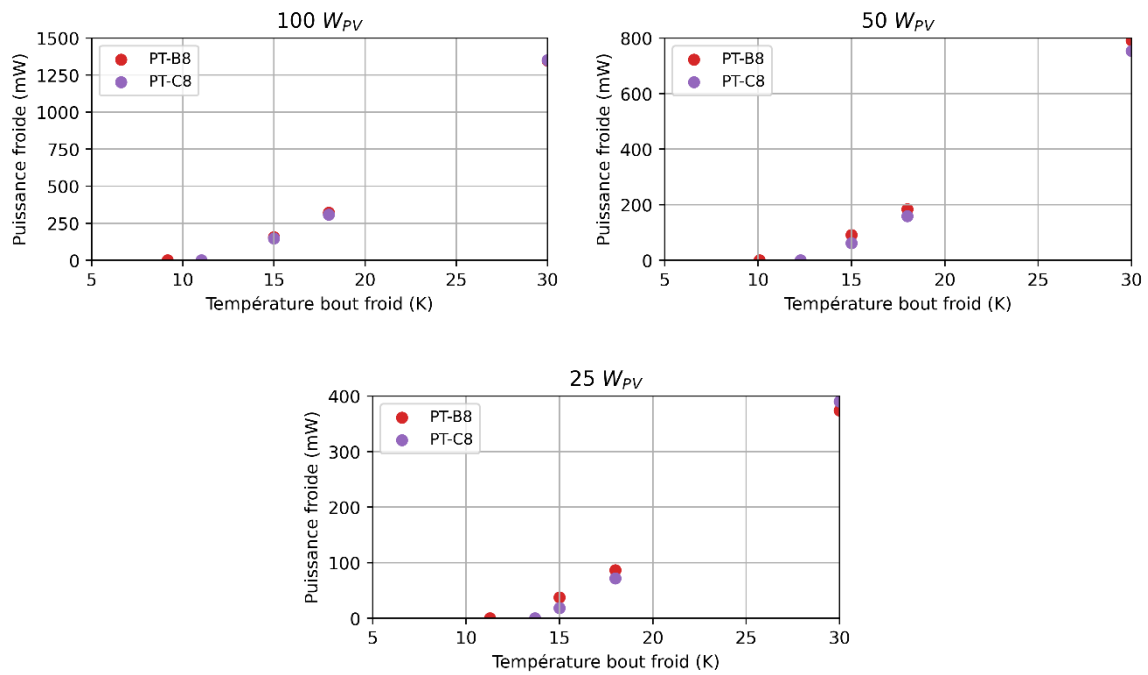 100 W_PV
Puissance froide (mW)
1500
1250
1000
750
500
250
0
PT-B8
PT-C8
5 10 15 20 25 30
Température bout froid (K)
50 W_PV
Puissance froide (mW)
800
600
400
200
0
PT-B8
PT-C8
5 10 15 20 25 30
Température bout froid (K)
25 W_PV
Puissance froide (mW)
400
300
200
100
0
PT-B8
PT-C8
5 10 15 20 25 30
Température bout froid (K)